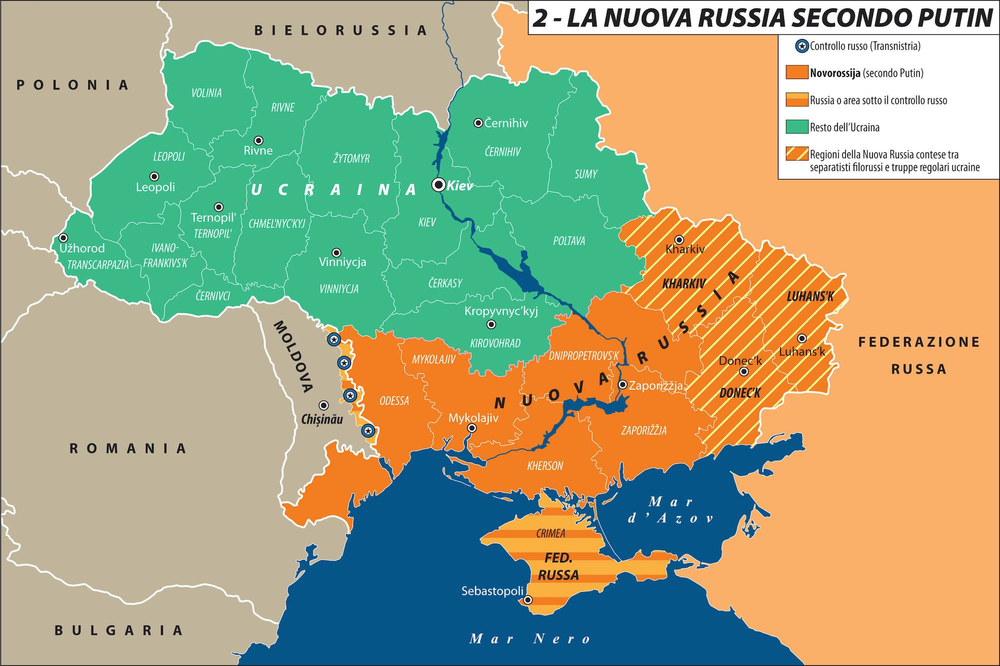 2 - LA NUOVA RUSSIA SECONDO PUTIN
Controllo russo (Transnistria)
Novorossija (secondo Putin)
Russia o area sotto il controllo russo
Resto dell'Ucraina
Regioni della Nuova Russia contese tra
separatisti filorussi e truppe regolari ucraine
BIELORUSSIA
POLONIA
VOLINIA
RIVNE
Rivne
Černihiv
ČERNIHIV
LEOPOLI
Leopoli
ŽYTOMYR
SUMY
UCRAINA
Kiev
Ternopil'
TERNOPIL'
CHMEL'NYC'KYJ
KIEV
POLTAVA
Užhorod
TRANSCARPAZIA
IVANO-
FRANKIVS'K
Vinniycja
VINNIYCJA
ČERKASY
ČERNIVCI
Kharkiv
KHARKIV
LUHANS'K
Luhans'k
Kropyvnyc'kyj
KIROVOHRAD
MOLDOVA
Chișinău
MYKOLAJIV
DNIPROPETROVS'K
Donec'k
DONEC'K
FEDERAZIONE
RUSSA
NUOVA RUSSIA
Zaporižžja
ODESSA
Mykolajiv
ZAPORIŽŽJA
ROMANIA
KHERSON
Mar
d'Azov
CRIMEA
FED.
RUSSA
Sebastopoli
BULGARIA
Mar Nero